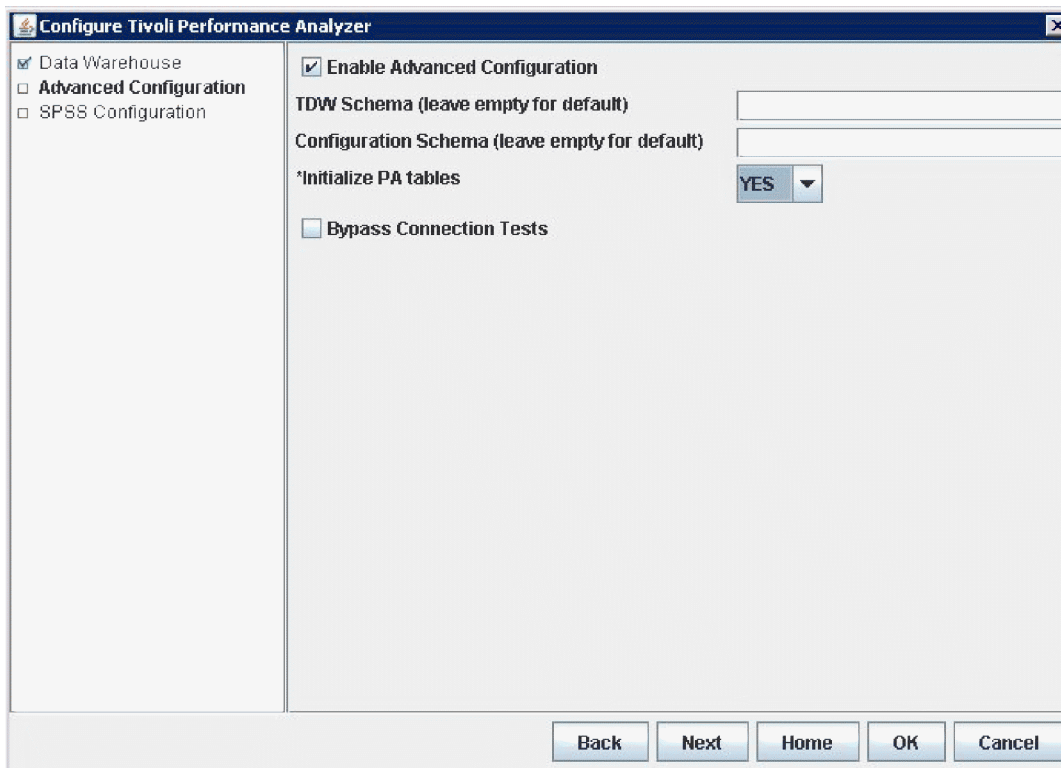 Configure Tivoli Performance Analyzer
Data Warehouse
Advanced Configuration
SPSS Configuration
Enable Advanced Configuration
TDW Schema (leave empty for default)
Configuration Schema (leave empty for default)
*Initialize PA tables
YES
Bypass Connection Tests
Back
Next
Home
OK
Cancel